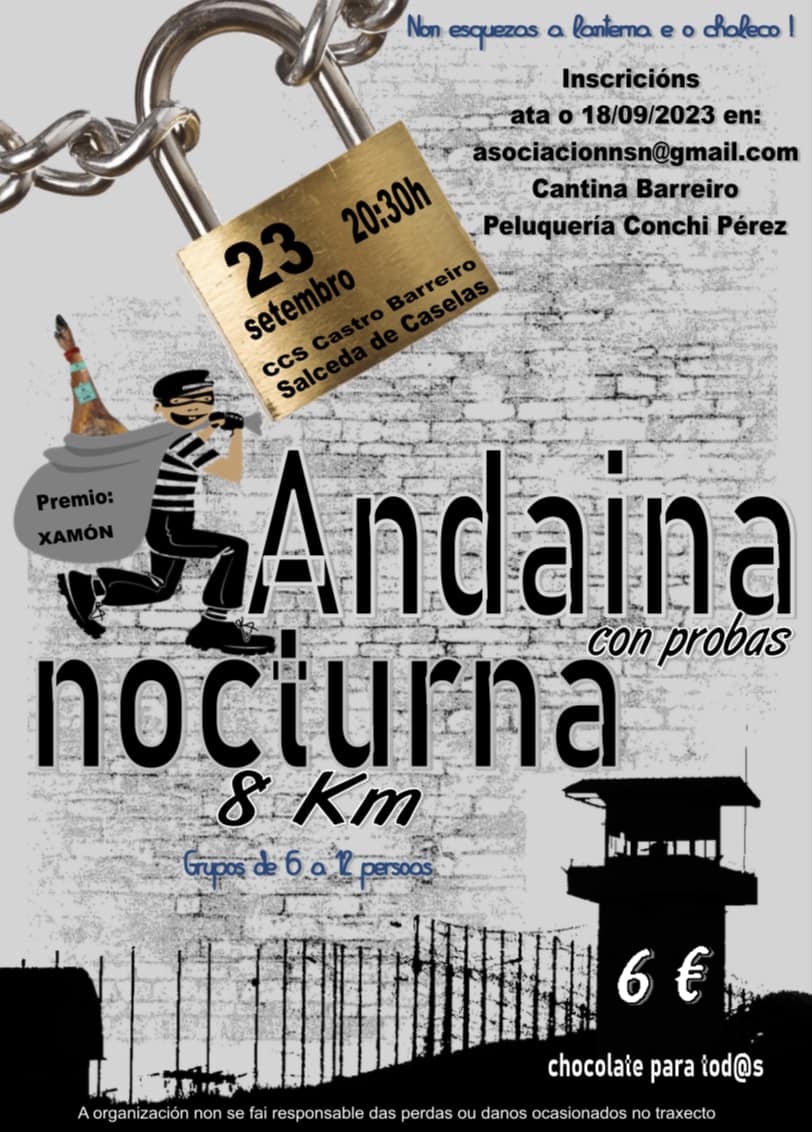 Non esquezas a lanterna e o chaleco !
Inscricións
ata o 18/09/2023 en:
asociacionnsn@gmail.com
Cantina Barreiro
Peluquería Conchi Pérez
23 20:30h
setembro
CCS Castro Barreiro
Salceda de Caselas
Premio:
XAMÓN
Andaina
con probas
nocturna
8 Km
Grupos de 6 a 12 persoas
6 €
chocolate para tod@s
A organización non se fai responsable das perdas ou danos ocasionados no traxecto